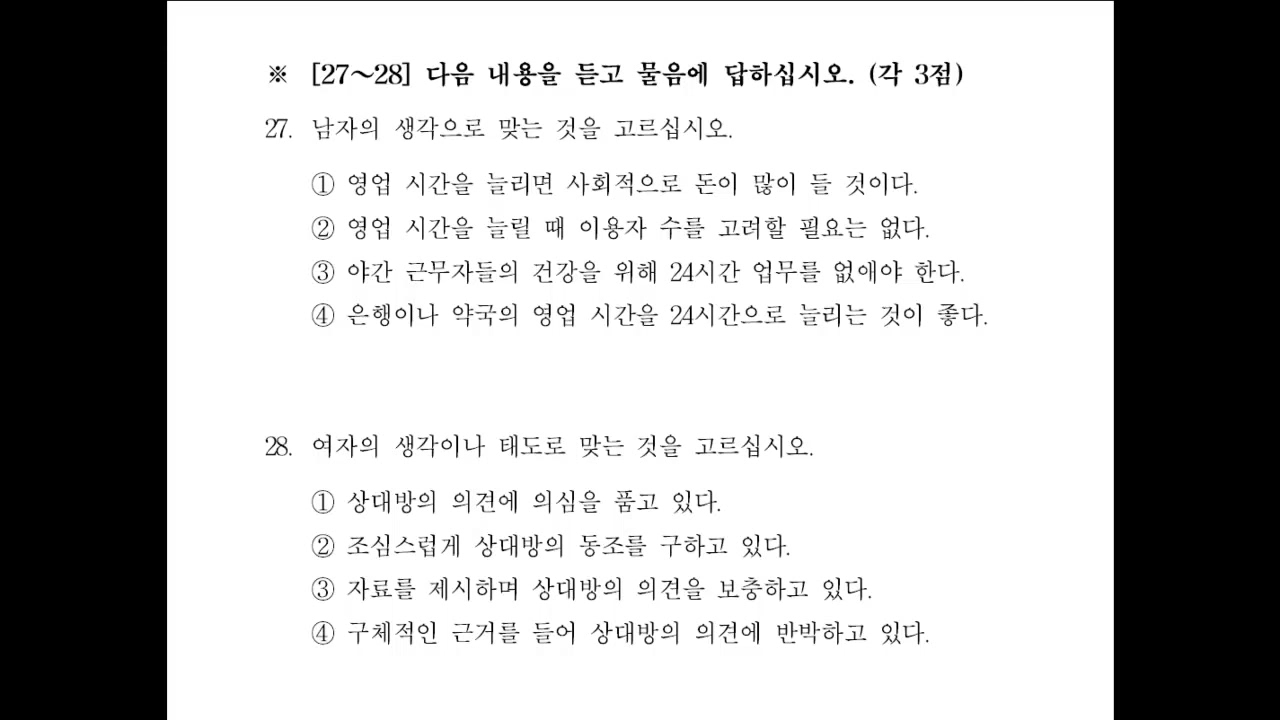 ※ [27～28] 다음 내용을 듣고 물음에 답하십시오. (각 3점)
27. 남자의 생각으로 맞는 것을 고르십시오.
① 영업 시간을 늘리면 사회적으로 돈이 많이 들 것이다.
② 영업 시간을 늘릴 때 이용자 수를 고려할 필요는 없다.
③ 야간 근무자들의 건강을 위해 24시간 업무를 없애야 한다.
④ 은행이나 약국의 영업 시간을 24시간으로 늘리는 것이 좋다.
28. 여자의 생각이나 태도로 맞는 것을 고르십시오.
① 상대방의 의견에 의심을 품고 있다.
② 조심스럽게 상대방의 동조를 구하고 있다.
③ 자료를 제시하며 상대방의 의견을 보충하고 있다.
④ 구체적인 근거를 들어 상대방의 의견에 반박하고 있다.